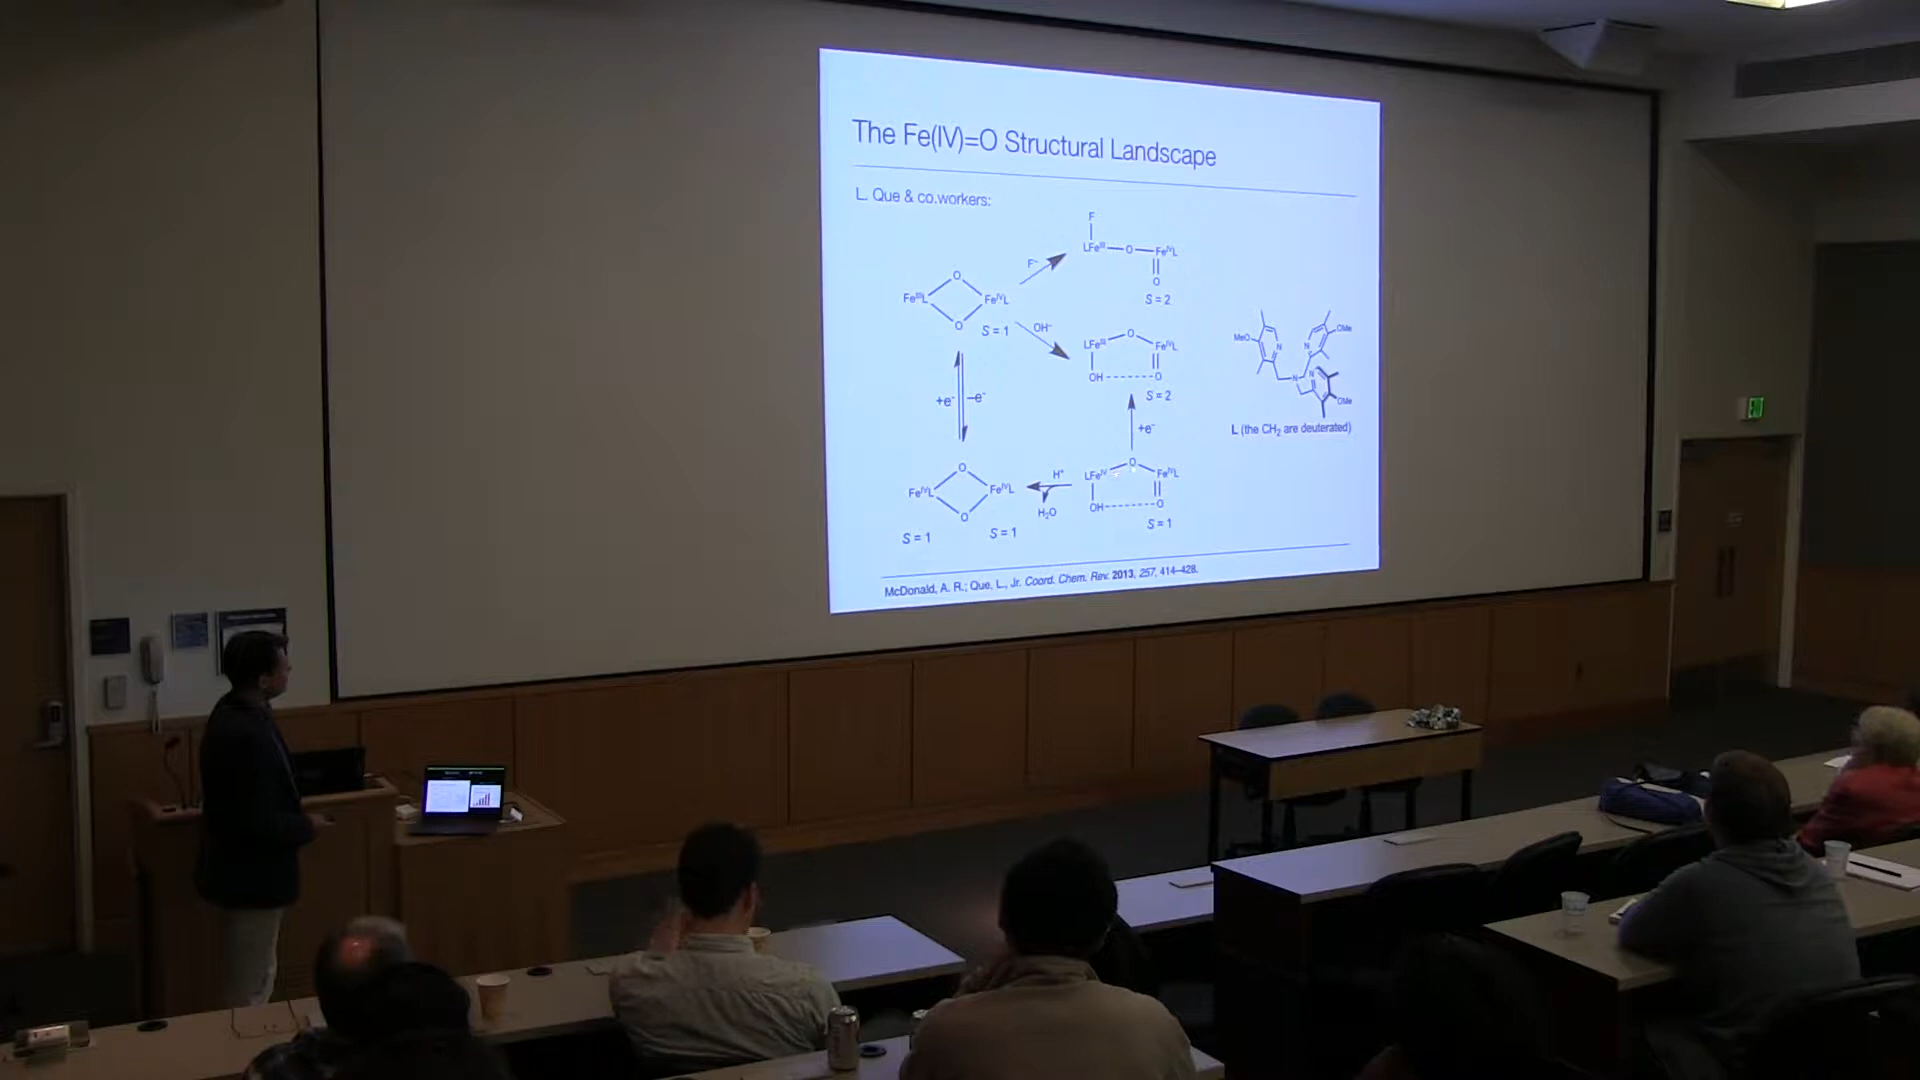 The Fe(IV)=O Structural Landscape
L. Que & co.workers:
F
LFeIII O FeIVL
O
S = 2
F-
O
FeIIIL FeIVL
O
S = 1
OH-
O
LFeIII FeIVL
OH O
S = 2
+e- -e-
+e-
O
FeIVL FeIVL
O
S = 1 S = 1
H+
H2O
O
LFeIV FeIVL
OH O
S = 1
MeO N N OMe
N N
OMe
L (the CH2 are deuterated)
McDonald, A. R.; Que, L., Jr. Coord. Chem. Rev. 2013, 257, 414–428.